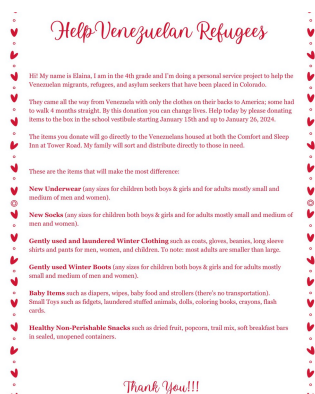 Help Venezuelan Refugees
Hi! My name is Elaina, I am in the 4th grade and I'm doing a personal service project to help the
Venezuelan migrants, refugees, and asylum seekers that have been placed in Colorado.
They came all the way from Venezuela with only the clothes on their backs to America; some had
to walk 4 months straight. By this donation you can change lives. Help today please by donating
items to the box in the school vestibule starting January 15th and up to January 26, 2024.
The items you donate will go directly to the Venezuelans housed at both the Comfort and Sleep
Inn at Tower Road. My family will sort and distribute directly to those in need.
These are the items that will make the most difference:
New Underwear (any sizes for children both boys & girls and for adults mostly small and
medium of men and women).
New Socks (any sizes for children both boys & girls and for adults mostly small and medium of
men and women).
Gently used and laundered Winter Clothing such as coats, gloves, beanies, long sleeve
shirts and pants for men, women, and children. To note: most adults are smaller than large.
Gently used Winter Boots (any sizes for children both boys & girls and for adults mostly
small and medium of men and women).
Baby Items such as diapers, wipes, baby food and strollers (there's no transportation).
Small Toys such as fidgets, laundered stuffed animals, dolls, coloring books, crayons, flash
cards.
Healthy Non-Perishable Snacks such as dried fruit, popcorn, trail mix, soft breakfast bars
in sealed, unopened containers.
Thank You!!!